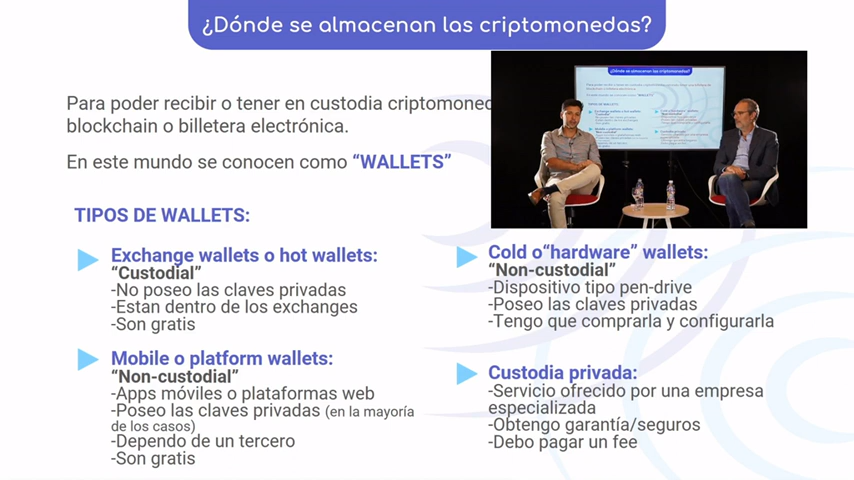 ¿Dónde se almacenan las criptomonedas?
Para poder recibir o tener en custodia criptomoned
blockchain o billetera electrónica.
En este mundo se conocen como “WALLETS”
TIPOS DE WALLETS:
Exchange wallets o hot wallets:
“Custodial”
-No poseo las claves privadas
-Estan dentro de los exchanges
-Son gratis
Mobile o platform wallets:
“Non-custodial”
-Apps móviles o plataformas web
-Poseo las claves privadas (en la mayoría
de los casos)
-Dependo de un tercero
-Son gratis
Cold o“hardware” wallets:
“Non-custodial”
-Dispositivo tipo pen-drive
-Poseo las claves privadas
-Tengo que comprarla y configurarla
Custodia privada:
-Servicio ofrecido por una empresa
especializada
-Obtengo garantía/seguros
-Debo pagar un fee
¿Dónde se almacenan las criptomonedas?
TIPOS DE WALLETS